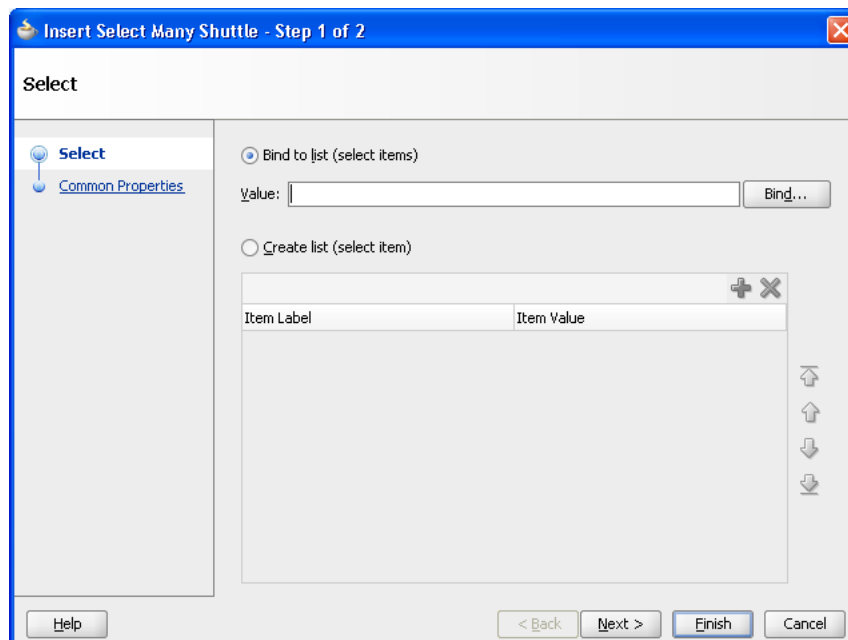 Insert Select Many Shuttle - Step 1 of 2
Select
Select
Common Properties
Bind to list (select items)
Value:
Bind...
Create list (select item)
Item Label Item Value
Help < Back Next > Finish Cancel